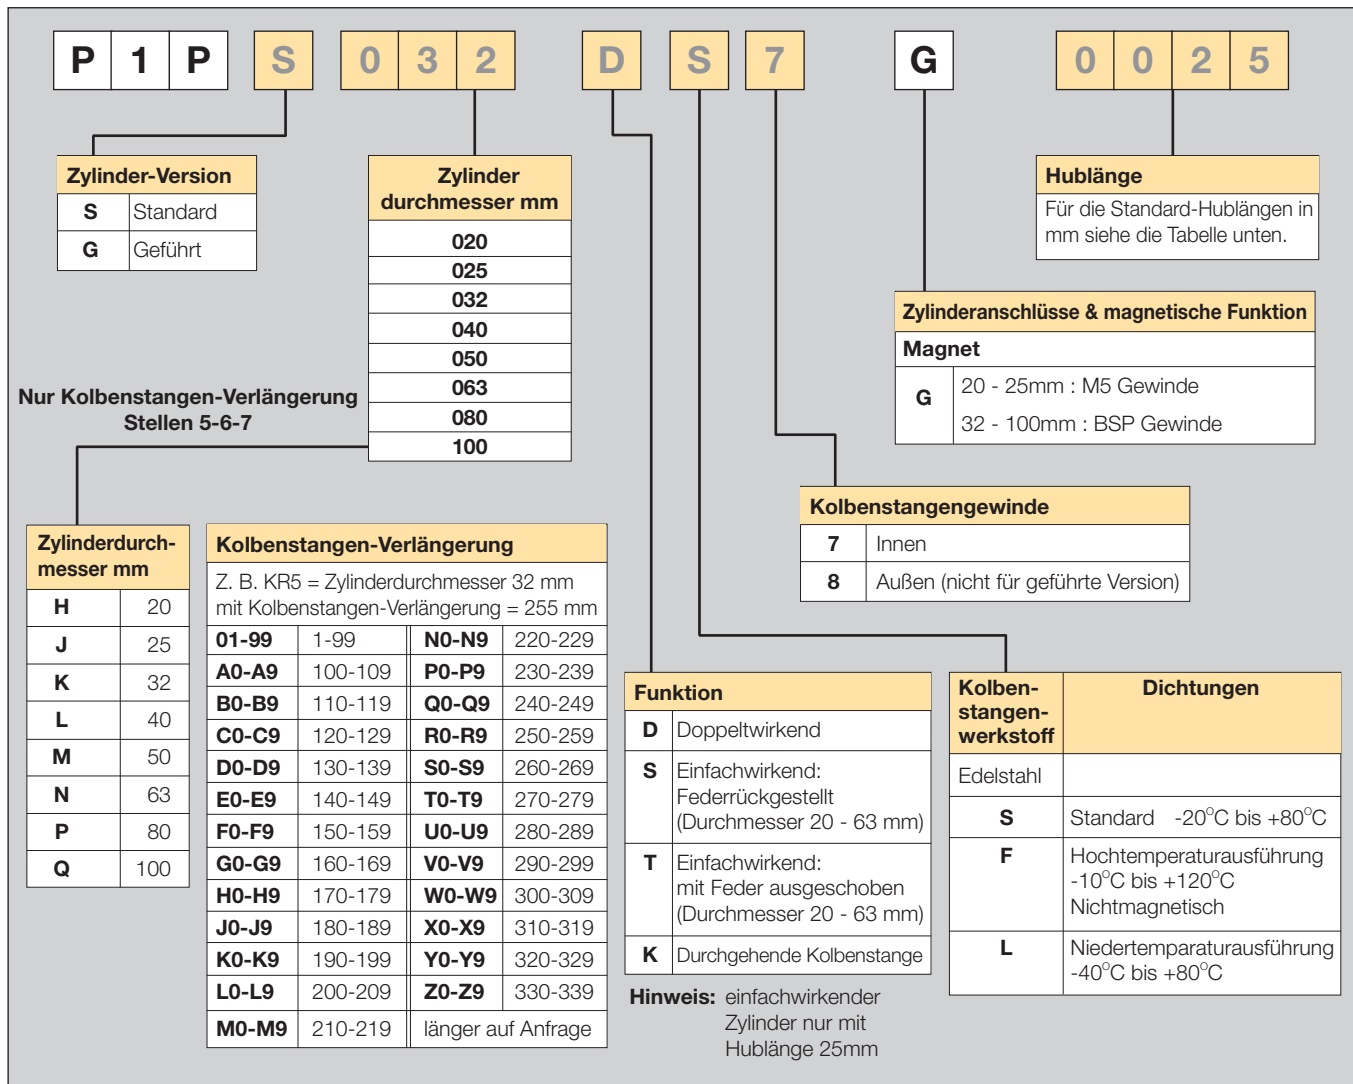 P 1 P S 0 3 2 D S 7 G 0 0 2 5
Zylinder-Version
S Standard
G Geführt
Zylinder
durchmesser mm
020
025
032
040
050
063
080
100
Hublänge
Für die Standard-Hublängen in
mm siehe die Tabelle unten.
Zylinderanschlüsse & magnetische Funktion
Magnet
G 20 - 25mm : M5 Gewinde
32 - 100mm : BSP Gewinde
Nur Kolbenstangen-Verlängerung
Stellen 5-6-7
Kolbenstangengewinde
7 Innen
8 Außen (nicht für geführte Version)
Zylinderdurch-
messer mm
H 20
J 25
K 32
L 40
M 50
N 63
P 80
Q 100
Kolbenstangen-Verlängerung
Z. B. KR5 = Zylinderdurchmesser 32 mm
mit Kolbenstangen-Verlängerung = 255 mm
01-99 1-99 N0-N9 220-229
A0-A9 100-109 P0-P9 230-239
B0-B9 110-119 Q0-Q9 240-249
C0-C9 120-129 R0-R9 250-259
D0-D9 130-139 S0-S9 260-269
E0-E9 140-149 T0-T9 270-279
F0-F9 150-159 U0-U9 280-289
G0-G9 160-169 V0-V9 290-299
H0-H9 170-179 W0-W9 300-309
J0-J9 180-189 X0-X9 310-319
K0-K9 190-199 Y0-Y9 320-329
L0-L9 200-209 Z0-Z9 330-339
M0-M9 210-219 länger auf Anfrage
Funktion
D Doppeltwirkend
S Einfachwirkend:
Federrückgestellt
(Durchmesser 20 - 63 mm)
T Einfachwirkend:
mit Feder ausgeschoben
(Durchmesser 20 - 63 mm)
K Durchgehende Kolbenstange
Hinweis: einfachwirkender
Zylinder nur mit
Hublänge 25mm
Kolben-
stangen-
werkstoff
Dichtungen
Edelstahl
S Standard -20°C bis +80°C
F Hochtemperaturausführung
-10°C bis +120°C
Nichtmagnetisch
L Niedertemparaturausführung
-40°C bis +80°C